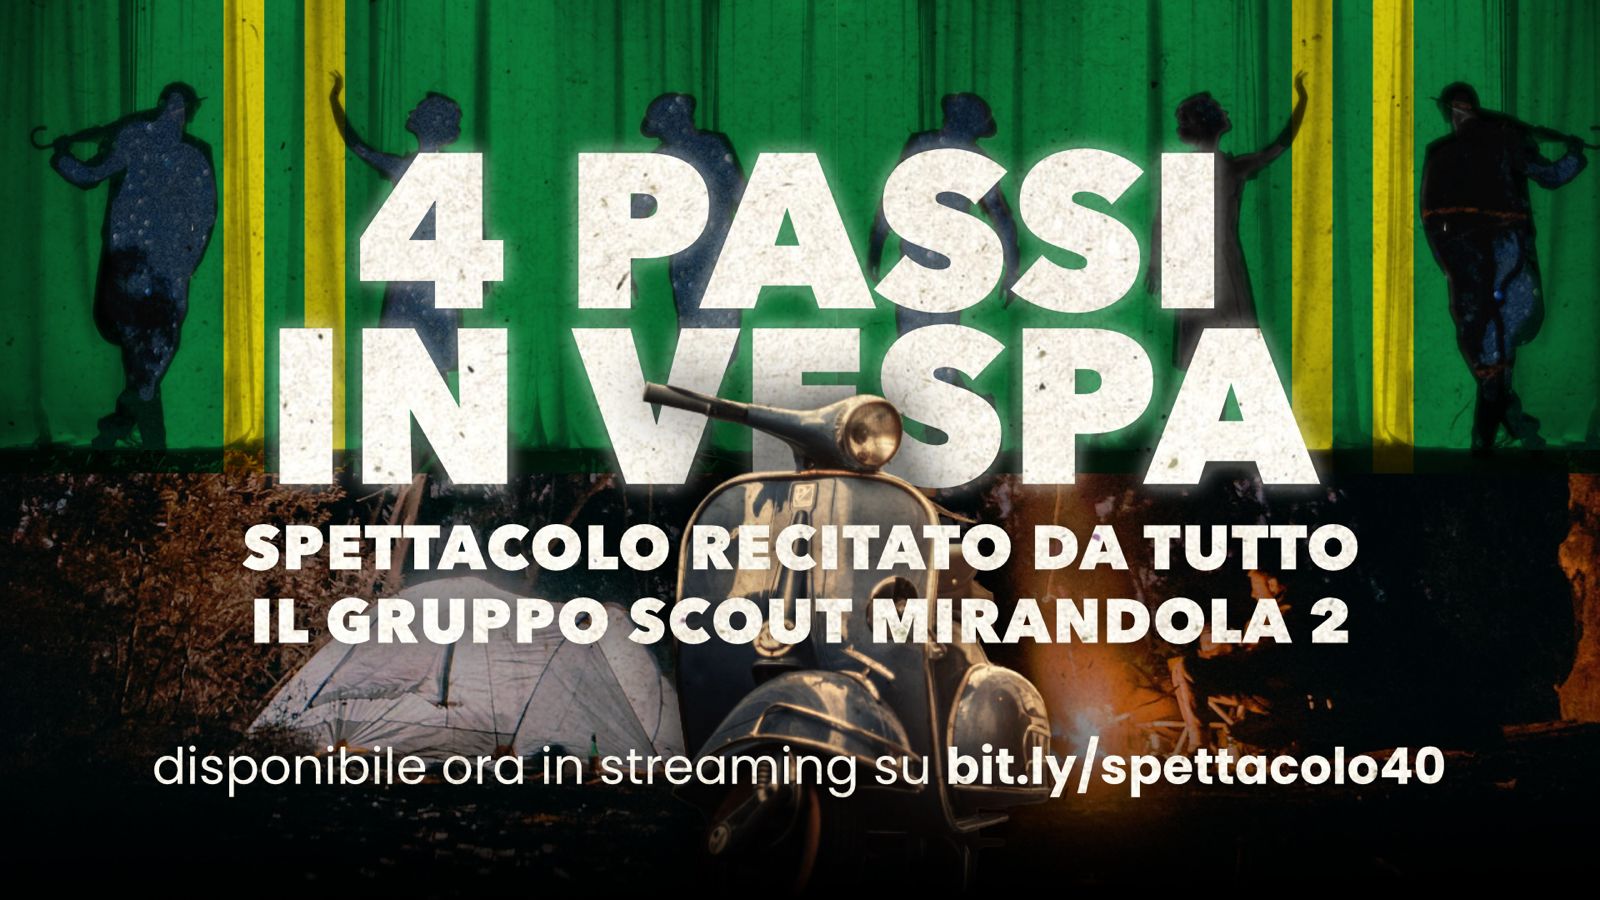 4 PASSI
IN VESPA
SPETTACOLO RECITATO DA TUTTO
IL GRUPPO SCOUT MIRANDOLA 2
disponibile ora in streaming su bit.ly/spettacolo40